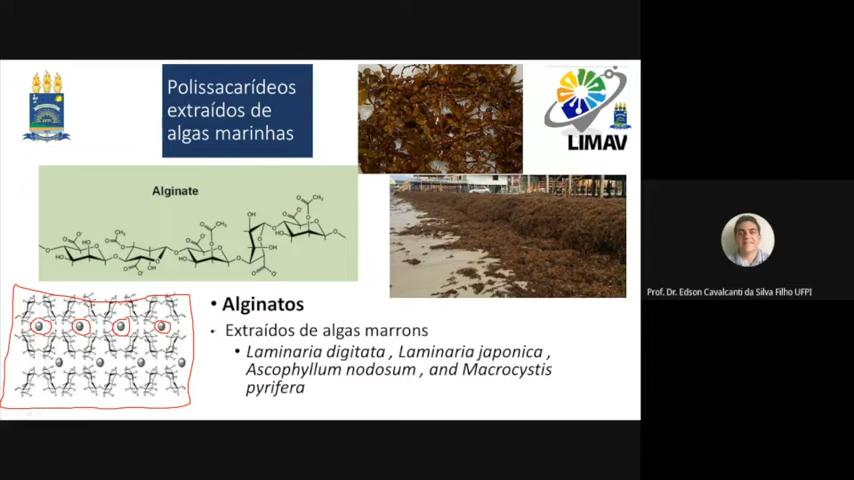 Polissacarídeos
extraídos de
algas marinhas
LIMAV
Alginate
• Alginatos
• Extraídos de algas marrons
• Laminaria digitata , Laminaria japonica ,
Ascophyllum nodosum , and Macrocystis
pyrifera
Prof. Dr. Edson Cavalcanti da Silva Filho UFPI